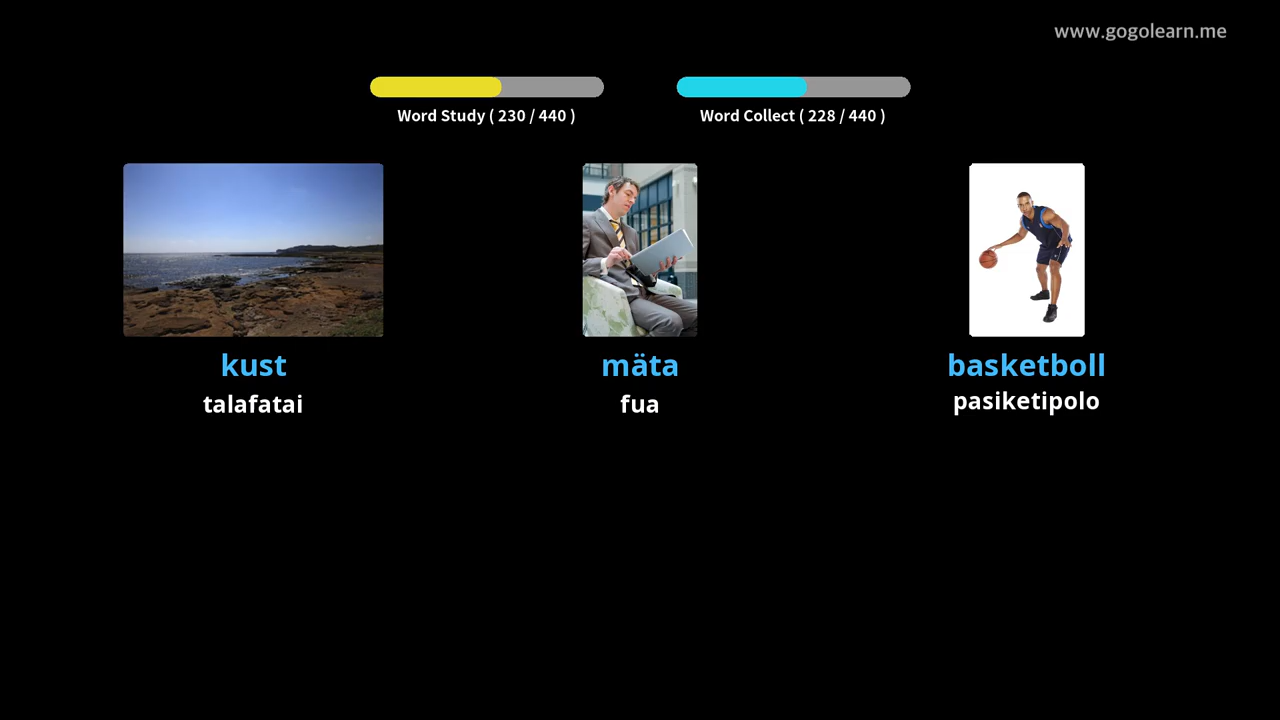 www.gogolearn.me
Word Study ( 230 / 440 )
Word Collect ( 228 / 440 )
kust
talafatai
mäta
fua
basketboll
pasiketipolo